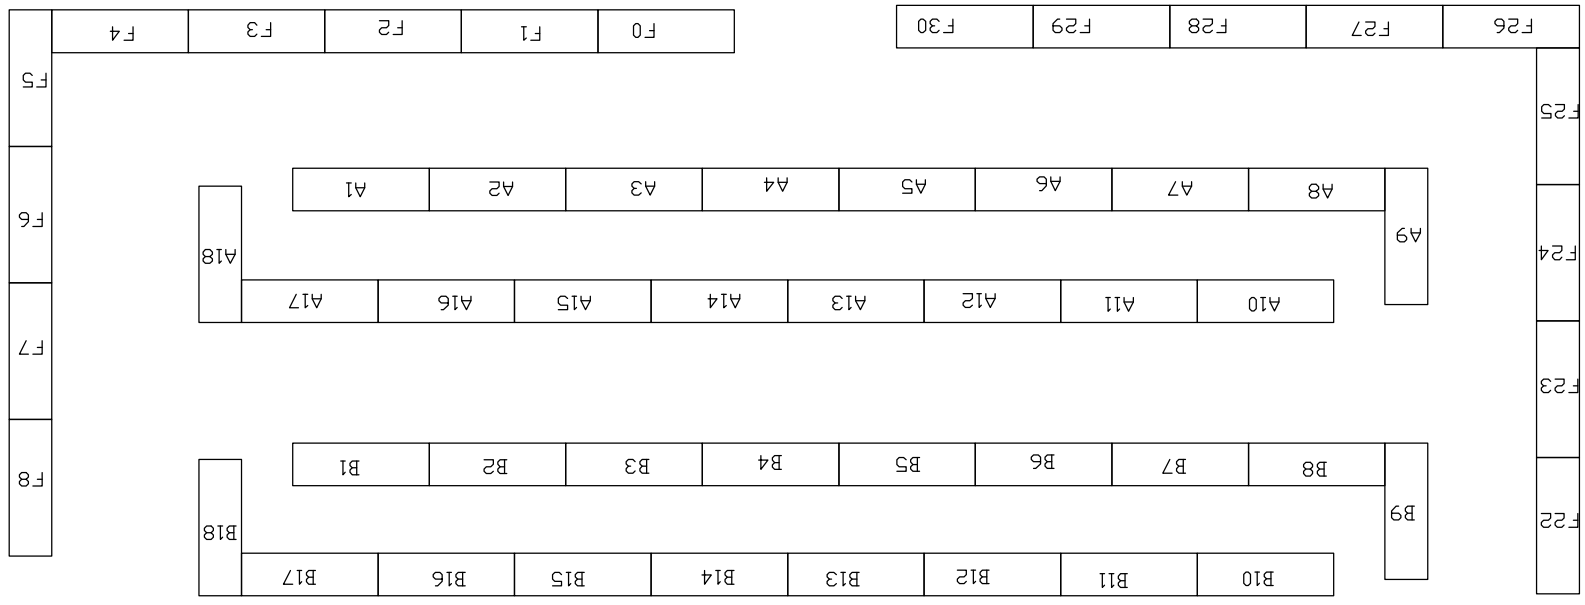 F4 F3 F2 F1 F0 F30 F29 F28 F27 F26
F5 F25
A1 A2 A3 A4 A5 A6 A7 A8
F6 A18 A9 F24
A17 A16 A15 A14 A13 A12 A11 A10
F7 F23
B1 B2 B3 B4 B5 B6 B7 B8
F8 B18 B9 F22
B17 B16 B15 B14 B13 B12 B11 B10